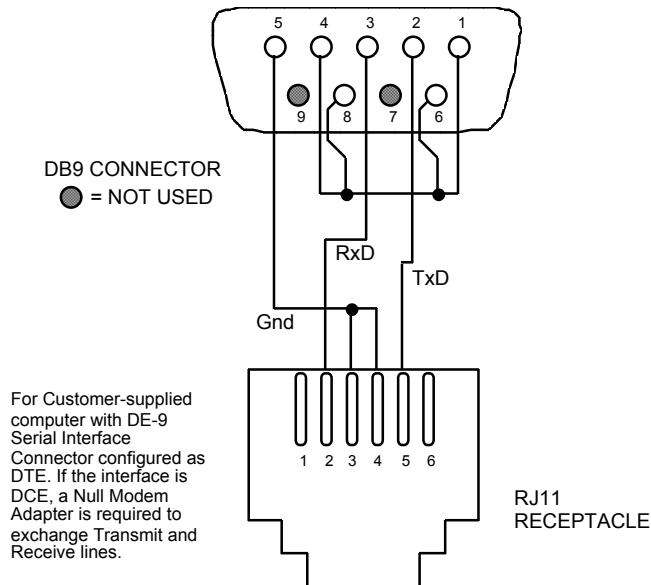 5 4 3 2 1
9 8 7 6
DB9 CONNECTOR
= NOT USED
RxD
TxD
Gnd
For Customer-supplied
computer with DE-9
Serial Interface
Connector configured as
DTE. If the interface is
DCE, a Null Modem
Adapter is required to
exchange Transmit and
Receive lines.
1 2 3 4 5 6
RJ11
RECEPTACLE